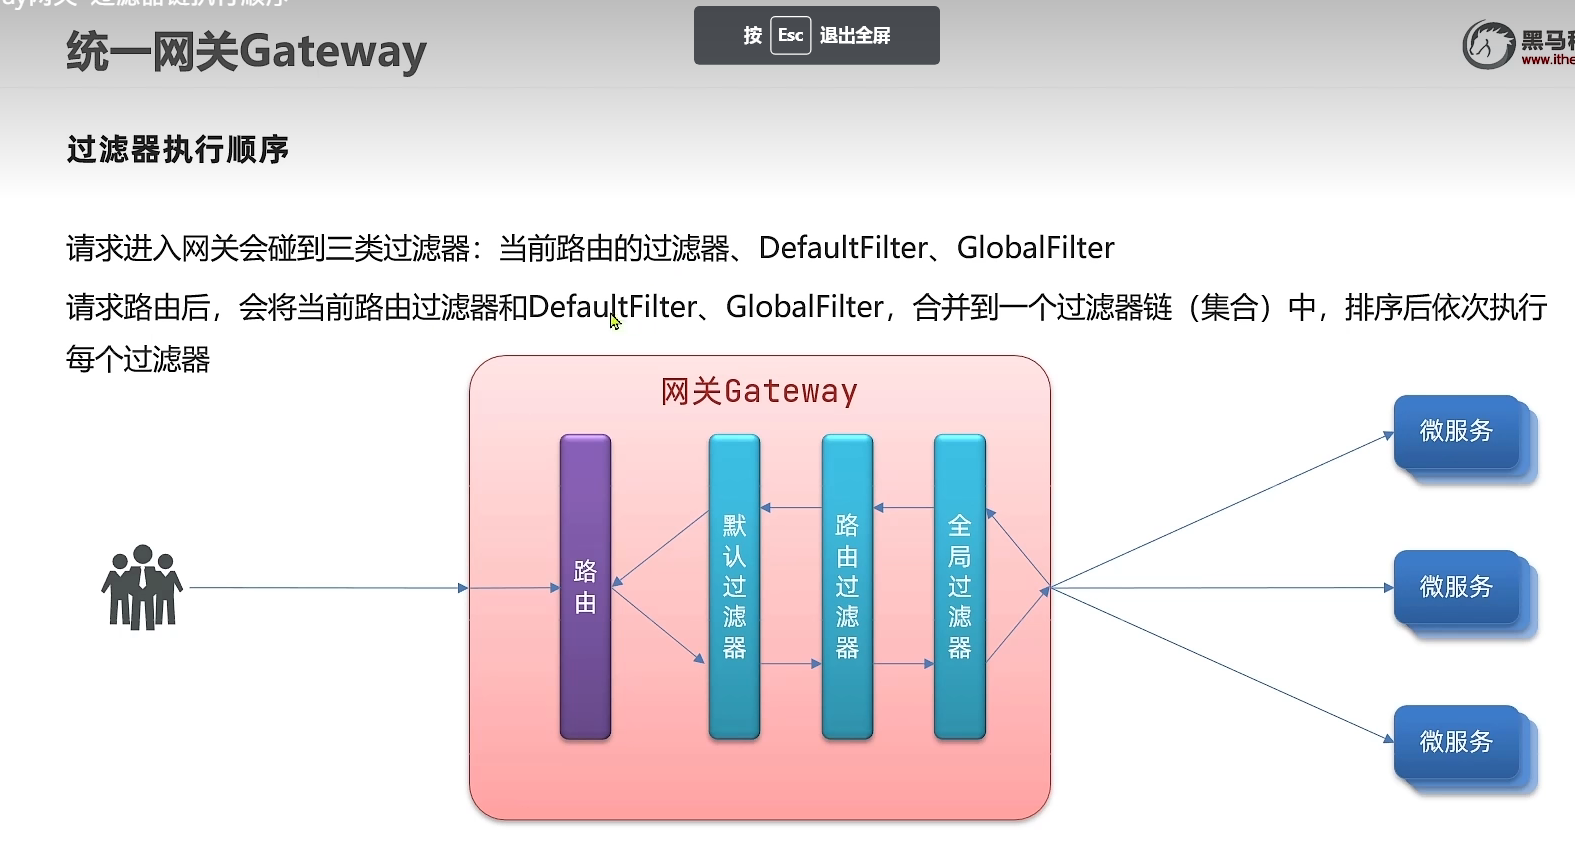 统一网关Gateway
按 Esc 退出全屏
黑马
www.ithe
过滤器执行顺序
请求进入网关会碰到三类过滤器：当前路由的过滤器、DefaultFilter、GlobalFilter
请求路由后，会将当前路由过滤器和DefaultFilter、GlobalFilter，合并到一个过滤器链（集合）中，排序后依次执行
每个过滤器
网关Gateway
路由
默认过滤器
路由过滤器
全局过滤器
微服务
微服务
微服务